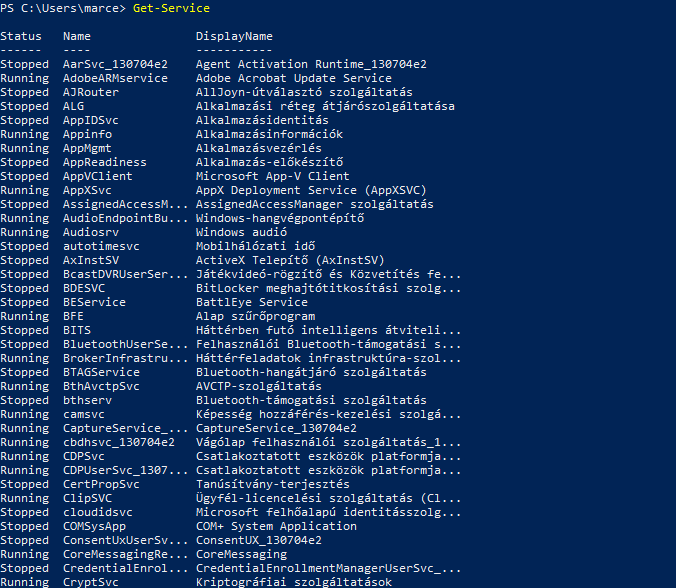 PS C:\Users\marce> Get-Service
Status Name DisplayName
------ ---- -----------
Stopped AarSvc_130704e2 Agent Activation Runtime_130704e2
Running AdobeARMservice Adobe Acrobat Update Service
Stopped AJRouter AllJoyn-útválasztó szolgáltatás
Stopped ALG Alkalmazási réteg átjárószolgáltatása
Stopped AppIDSvc Alkalmazásidentitás
Running Appinfo Alkalmazásinformációk
Running AppMgmt Alkalmazásvezérlés
Stopped AppReadiness Alkalmazás-előkészítő
Stopped AppVClient Microsoft App-V Client
Running AppXSvc AppX Deployment Service (AppXSVC)
Stopped AssignedAccessM... AssignedAccessManager szolgáltatás
Running AudioEndpointBu... Windows-hangvégpontépítő
Running Audiosrv Windows audió
Stopped autotimesvc Mobilhálózati idő
Stopped AxInstSV ActiveX Telepítő (AxInstSV)
Stopped BcastDVRUserSer... Játékvideó-rögzítő és Közvetítés fe...
Stopped BDESVC BitLocker meghajtótitkosítási szolg...
Stopped BEService BattlEye Service
Running BFE Alap szűrőprogram
Stopped BITS Háttérben futó intelligens átviteli...
Stopped BluetoothUserSe... Felhasználói Bluetooth-támogatási s...
Running BrokerInfrastru... Háttérfeladatok infrastruktúra-szol...
Stopped BTAGService Bluetooth-hangátjáró szolgáltatás
Running BthAvctpSvc AVCTP-szolgáltatás
Stopped bthserv Bluetooth-támogatási szolgáltatás
Running camsvc Képesség hozzáférés-kezelési szolgá...
Running CaptureService_... CaptureService_130704e2
Running cbdhsvc_130704e2 Vágólap felhasználói szolgáltatás_1...
Running CDPSvc Csatlakoztatott eszközök platformja...
Running CDPUserSvc_1307... Csatlakoztatott eszközök platformja...
Stopped CertPropSvc Tanúsítvány-terjesztés
Running ClipSVC Ügyfél-licencelési szolgáltatás (Cl...
Stopped cloudidsvc Microsoft felhőalapú identitásszolg...
Stopped COMSysApp COM+ System Application
Stopped ConsentUxUserSv... ConsentUX_130704e2
Running CoreMessagingRe... CoreMessaging
Stopped CredentialEnrol... CredentialEnrollmentManagerUserSvc_...
Running CryptSvc Kriptográfiai szolgáltatások